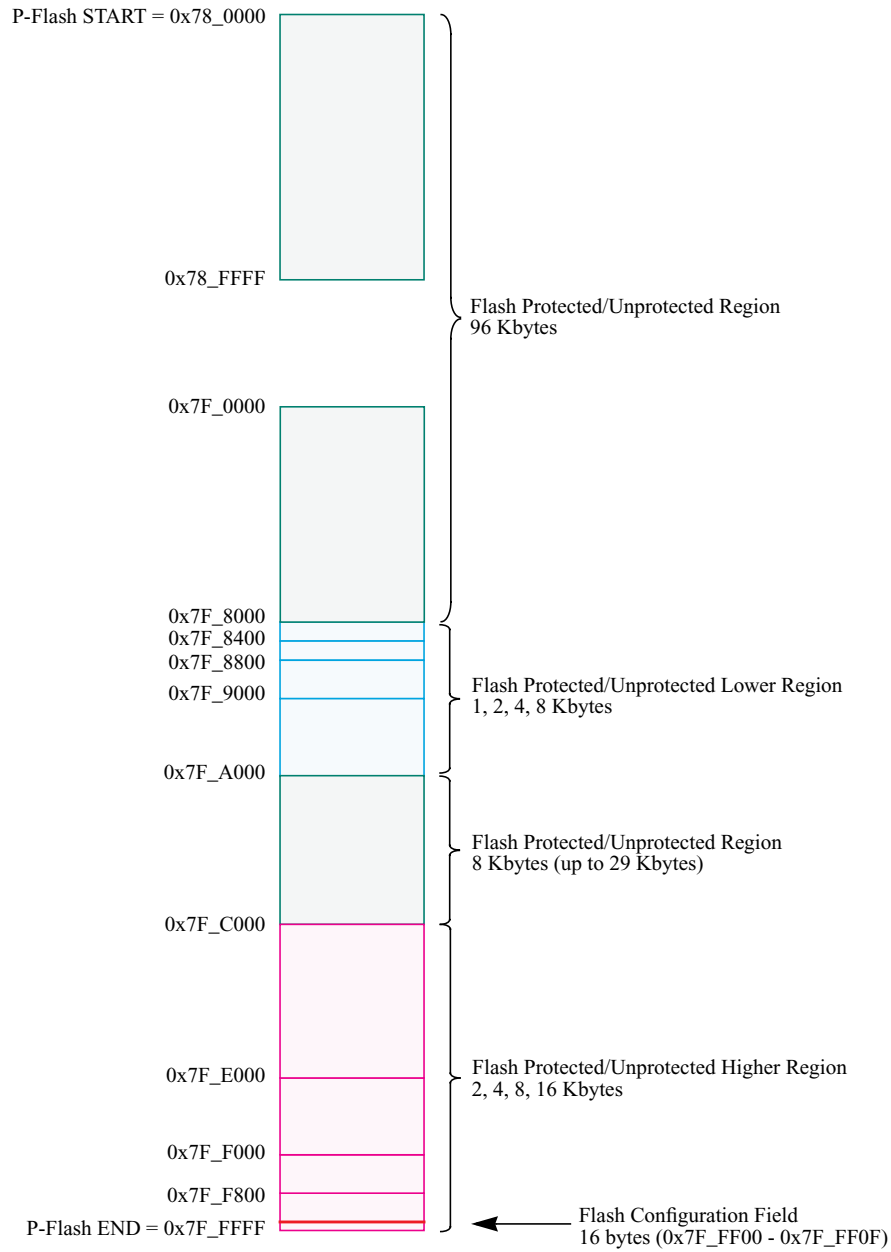 P-Flash START = 0x78_0000
0x78_FFFF
Flash Protected/Unprotected Region
96 Kbytes
0x7F_0000
0x7F_8000
0x7F_8400
0x7F_8800
0x7F_9000
Flash Protected/Unprotected Lower Region
1, 2, 4, 8 Kbytes
0x7F_A000
Flash Protected/Unprotected Region
8 Kbytes (up to 29 Kbytes)
0x7F_C000
Flash Protected/Unprotected Higher Region
2, 4, 8, 16 Kbytes
0x7F_E000
0x7F_F000
0x7F_F800
P-Flash END = 0x7F_FFFF
Flash Configuration Field
16 bytes (0x7F_FF00 - 0x7F_FF0F)